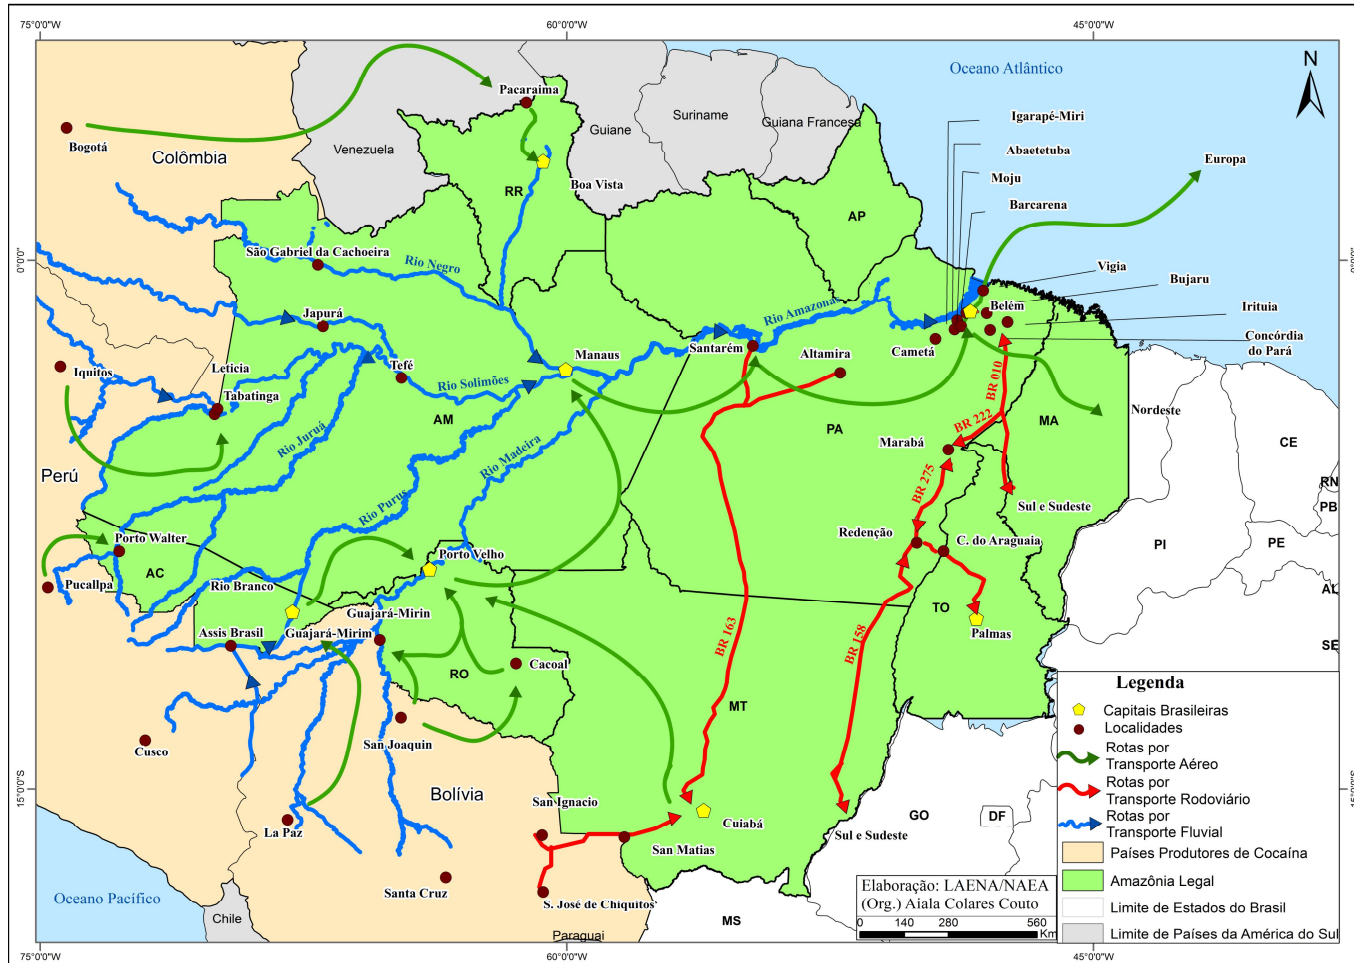 75°0'0"W
60°0'0"W
45°0'0"W
Oceano Atlântico
N
Pacaraima
Bogotá
Colômbia
Venezuela
Guiane
Suriname
Guiana Francesa
Igarapé-Miri
Abaetetuba
Moju
Barcarena
Europa
Boa Vista
RR
AP
São Gabriel da Cachoeira
Rio Negro
0°0'0"
0°0'0"
Vigia
Bujaru
Belém
Irituia
Concórdia
do Pará
Rio Amazonas
Japurá
Santarém
Altamira
Cametá
Manaus
Iquitos
Leticia
Tefé
Rio Solimões
Tabatinga
AM
PA
BR 010
BR 222
MA
Nordeste
Marabá
CE
RN
PB
Rio Juruá
Rio Madeira
Perú
Rio Purus
BR 275
Sul e Sudeste
Redenção
C. do Araguaia
PI
PE
Porto Walter
Porto Velho
AC
Pucallpa
Rio Branco
AL
TO
Guajará-Mirin
Assis Brasil
Guajará-Mirim
Palmas
SE
BR 163
BR 158
Cacoal
RO
MT
Cusco
San Joaquin
Bolívia
15°0'0"S
15°0'0"S
San Ignacio
La Paz
San Matias
Cuiabá
Sul e Sudeste
GO
DF
Santa Cruz
S. José de Chiquitos
Oceano Pacífico
Chile
Paraguai
MS
Legenda
Capitais Brasileiras
Localidades
Rotas por
Transporte Aéreo
Rotas por
Transporte Rodoviário
Rotas por
Transporte Fluvial
Países Produtores de Cocaína
Amazônia Legal
Limite de Estados do Brasil
Limite de Países da América do Sul
Elaboração: LAENA/NAEA
(Org.) Aiala Colares Couto
0 140 280 560
Km
75°0'0"W
60°0'0"W
45°0'0"W